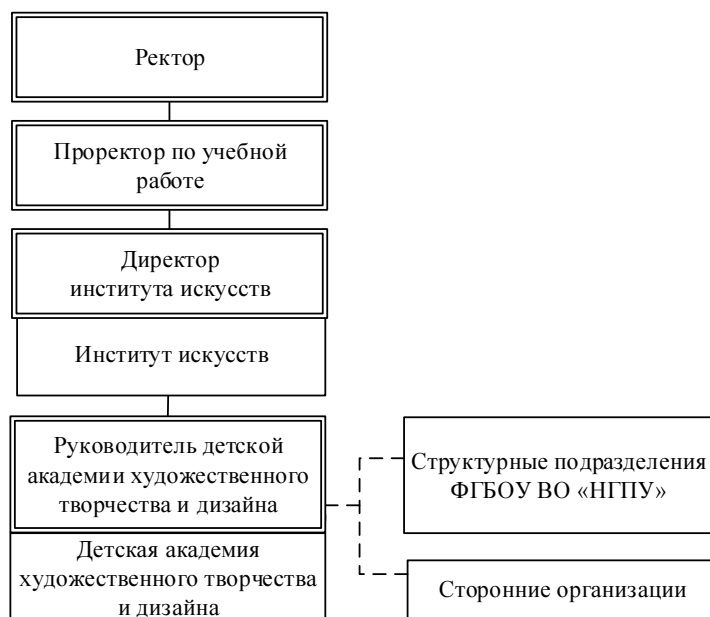 Ректор
Проректор по учебной
работе
Директор
института искусств
Институт искусств
Руководитель детской
академии художественного
творчества и дизайна
Детская академия
художественного творчества
и дизайна
Структурные подразделения
ФГБОУ ВО «НГПУ»
Сторонние организации